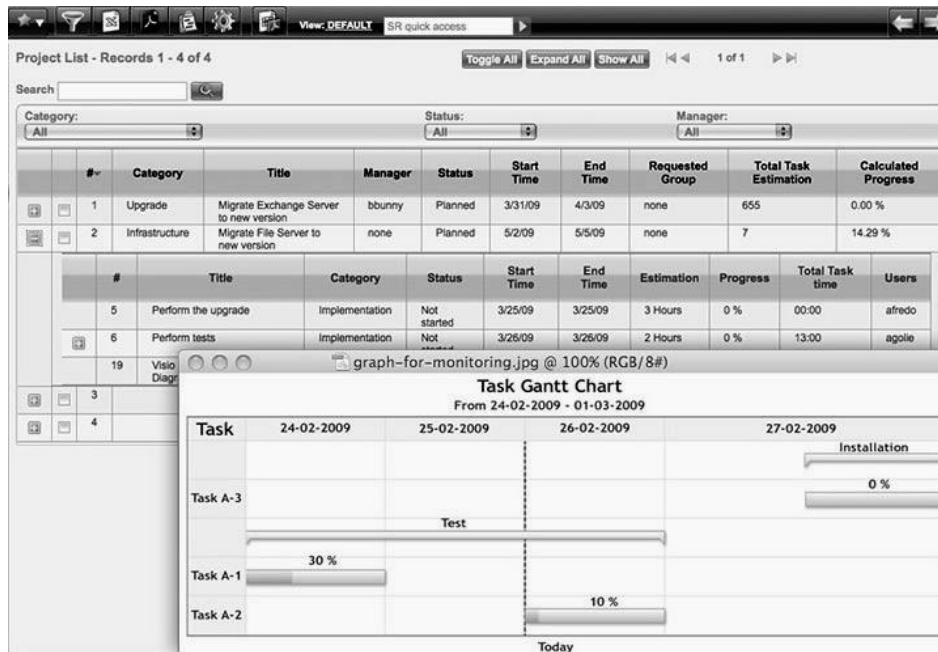 View: DEFAULT SR quick access
Project List - Records 1 - 4 of 4 Toggle All Expand All Show All 1 of 1
Search
Category: Status: Manager:
All All All
# Category Title Manager Status Start Time End Time Requested Group Total Task Estimation Calculated Progress
1 Upgrade Migrate Exchange Server to new version bbunny Planned 3/31/09 4/3/09 none 655 0.00 %
2 Infrastructure Migrate File Server to new version none Planned 5/2/09 5/5/09 none 7 14.29 %
# Title Category Status Start Time End Time Estimation Progress Total Task time Users
5 Perform the upgrade Implementation Not started 3/25/09 3/25/09 3 Hours 0 % 00:00 afredo
6 Perform tests Implementation Not 3/26/09 3/26/09 2 Hours 0 % 13:00 agolie
19 Visio
3
4
graph-for-monitoring.jpg @ 100% (RGB/8#)
Task Gantt Chart
From 24-02-2009 - 01-03-2009
Task 24-02-2009 25-02-2009 26-02-2009 27-02-2009
Installation
0 %
Task A-3
Test
30 %
Task A-1
10 %
Task A-2
Today